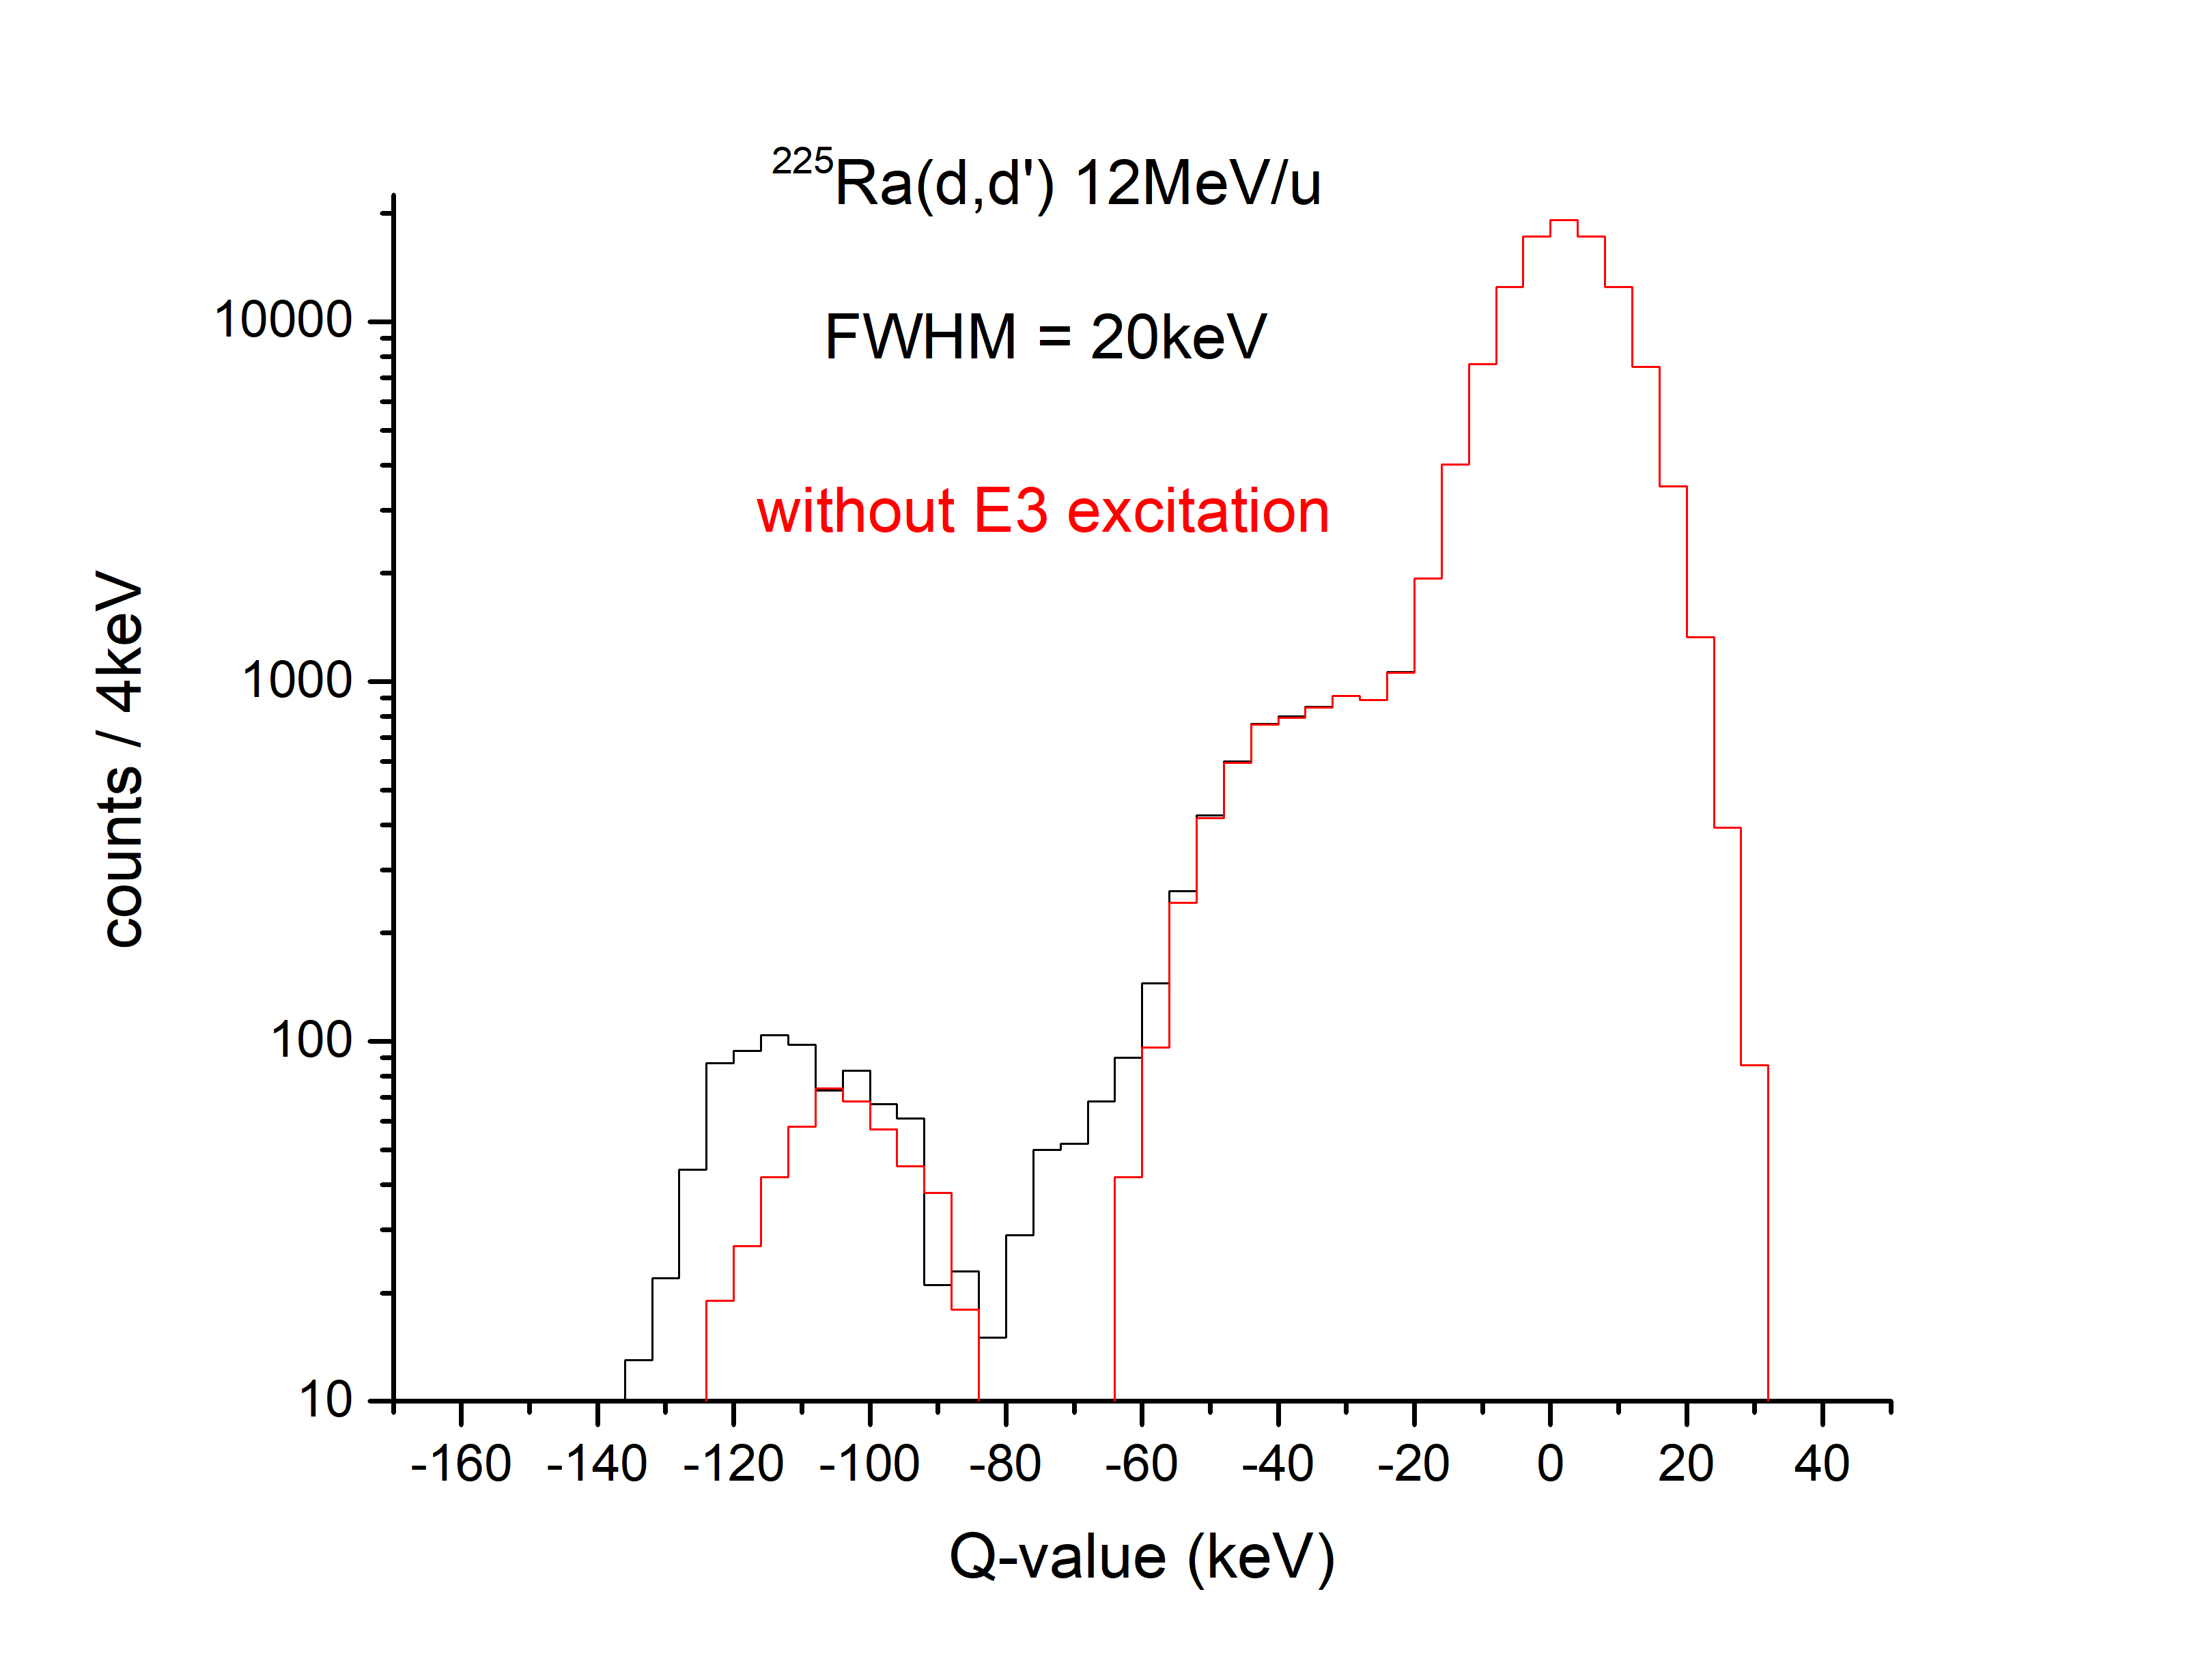 ²²⁵Ra(d,d') 12MeV/u
FWHM = 20keV
without E3 excitation
counts / 4keV
10000
1000
100
10
-160 -140 -120 -100 -80 -60 -40 -20 0 20 40
Q-value (keV)